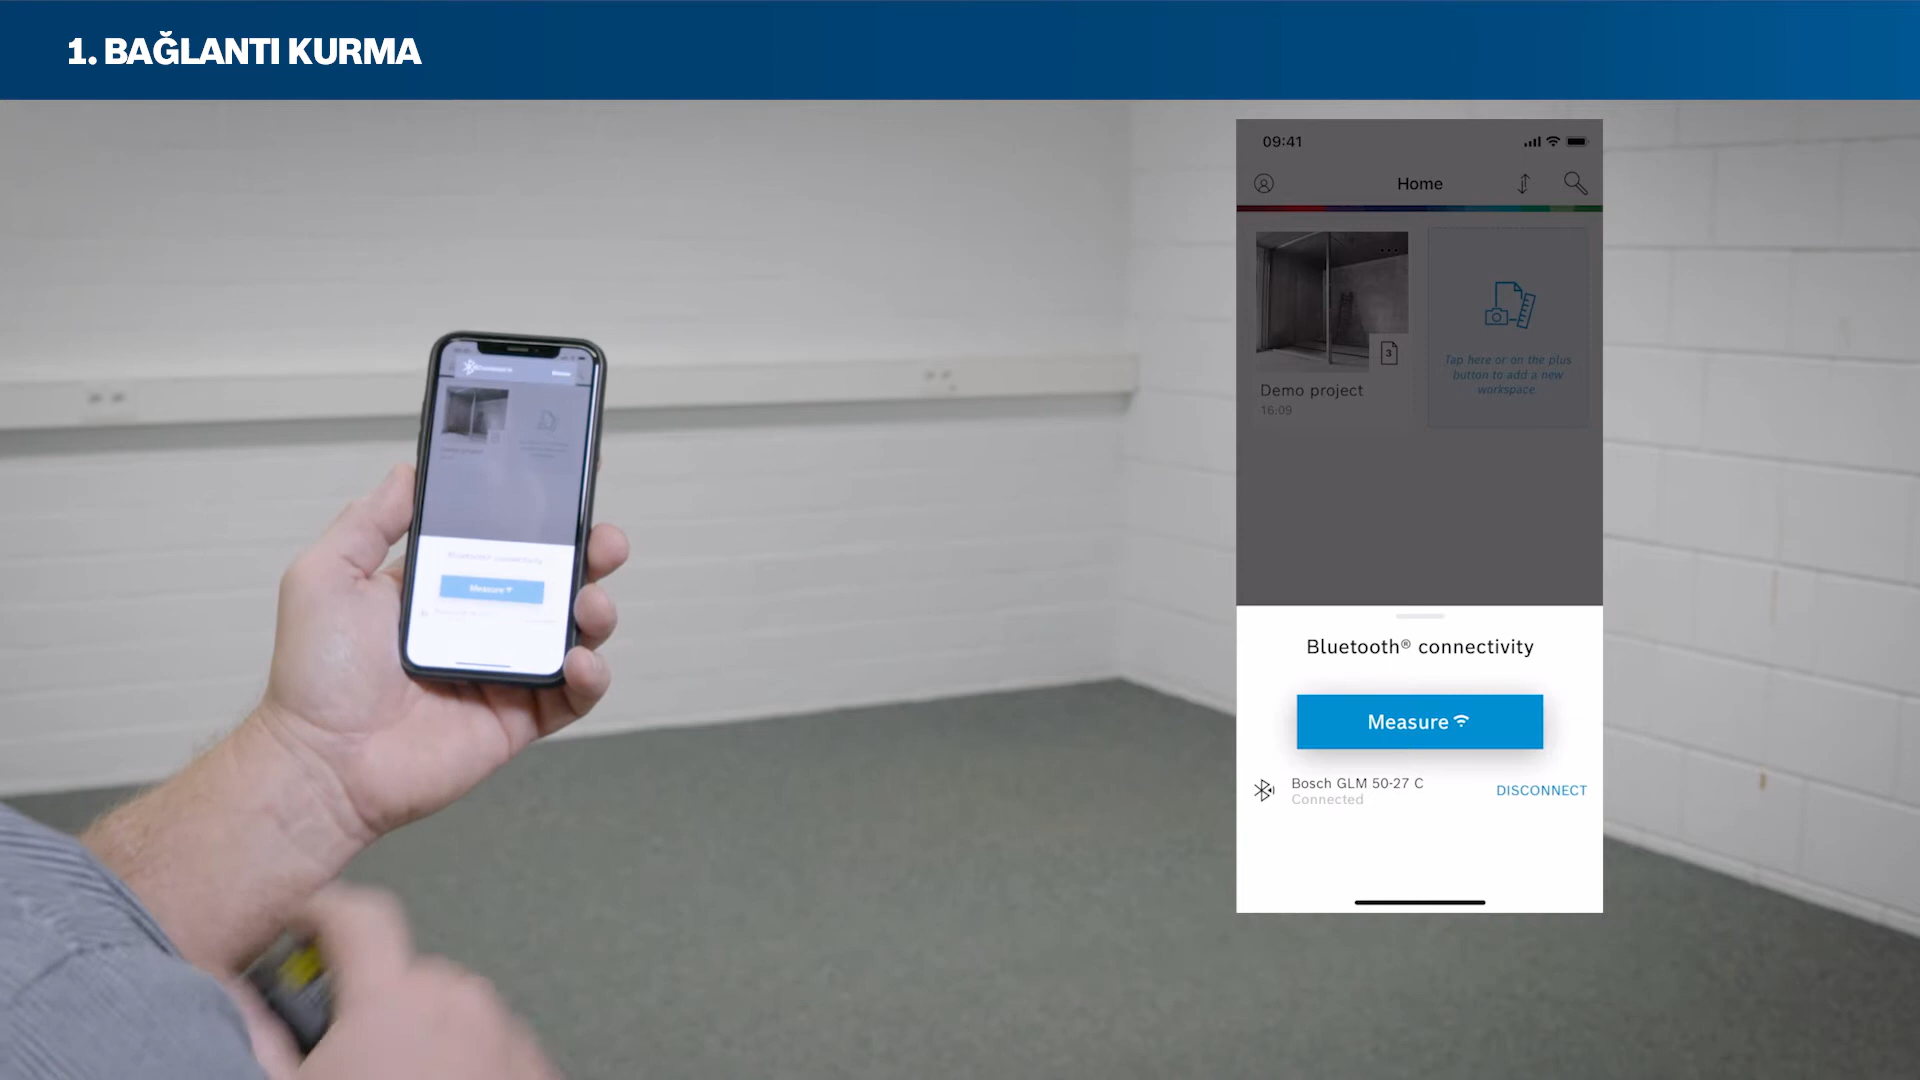 1. BAĞLANTI KURMA
09:41
Home
3
Demo project
16:09
Tap here or on the plus
button to add a new
workspace
Bluetooth® connectivity
Measure
Bosch GLM 50-27 C
Connected
DISCONNECT
Measure